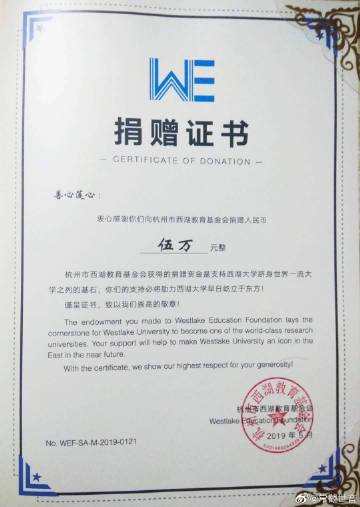 WE
捐赠证书
CERTIFICATE OF DONATION
善心莲心：
衷心感谢你们向杭州市西湖教育基金会捐赠人民币
伍万 元整
杭州市西湖教育基金会获得的捐赠资金是支持西湖大学跻身世界一流大
学之列的基石，你们的支持必将助力西湖大学早日屹立于东方！
谨呈证书，致以我们崇高的敬意！
The endowment you made to Westlake Education Foundation lays the
cornerstone for Westlake University to become one of the world-class research
universities. Your support will help to make Westlake University an icon in the
East in the near future.
With the certificate, we show our highest respect for your generosity!
杭州市西湖教育基金会
Westlake Education Foundation
2019 年 5 月
No. WEF-SA-M-2019-0121
杭州市西湖教育基金会